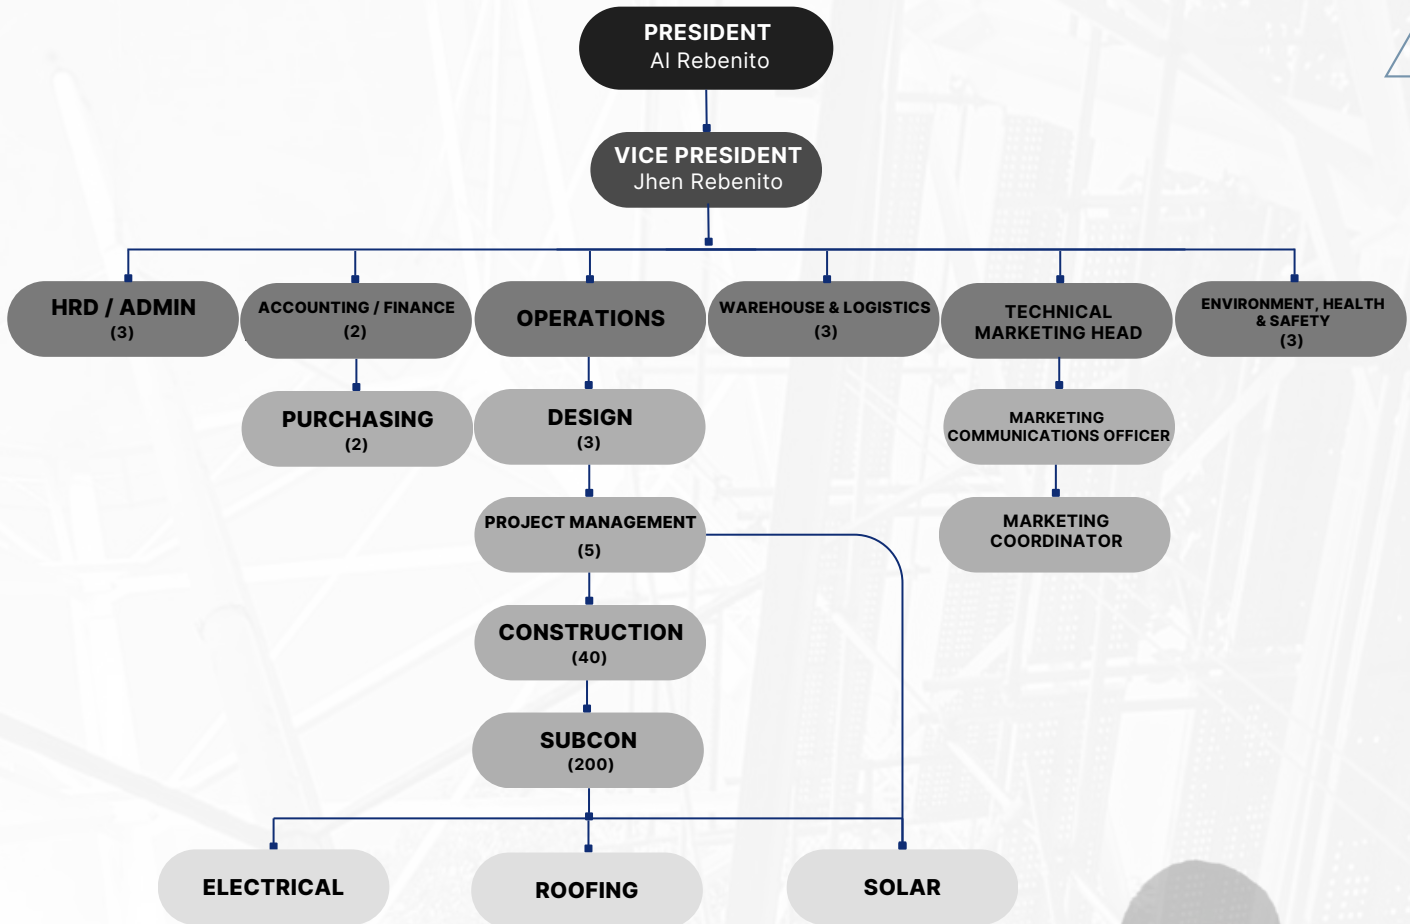 PRESIDENT
Al Rebenito
VICE PRESIDENT
Jhen Rebenito
HRD / ADMIN
(3)
ACCOUNTING / FINANCE
(2)
OPERATIONS
WAREHOUSE & LOGISTICS
(3)
TECHNICAL
MARKETING HEAD
ENVIRONMENT, HEALTH
& SAFETY
(3)
PURCHASING
(2)
DESIGN
(3)
MARKETING
COMMUNICATIONS OFFICER
PROJECT MANAGEMENT
(5)
MARKETING
COORDINATOR
CONSTRUCTION
(40)
SUBCON
(200)
ELECTRICAL
ROOFING
SOLAR